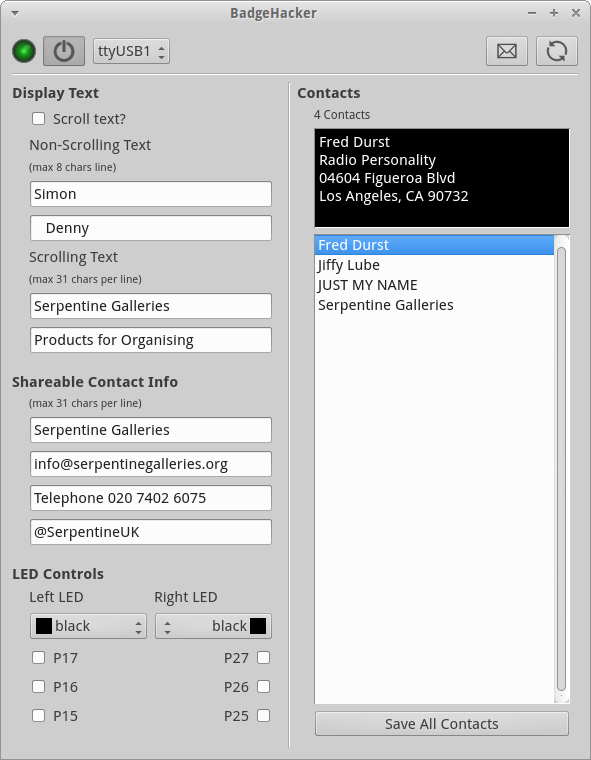 BadgeHacker
ttyUSB1
Display Text
Scroll text?
Non-Scrolling Text
(max 8 chars line)
Simon
Denny
Scrolling Text
(max 31 chars per line)
Serpentine Galleries
Products for Organising
Shareable Contact Info
(max 31 chars per line)
Serpentine Galleries
info@serpentinegalleries.org
Telephone 020 7402 6075
@SerpentineUK
LED Controls
Left LED Right LED
black black
P17 P27
P16 P26
P15 P25
Contacts
4 Contacts
Fred Durst
Radio Personality
04604 Figueroa Blvd
Los Angeles, CA 90732
Fred Durst
Jiffy Lube
JUST MY NAME
Serpentine Galleries
Save All Contacts